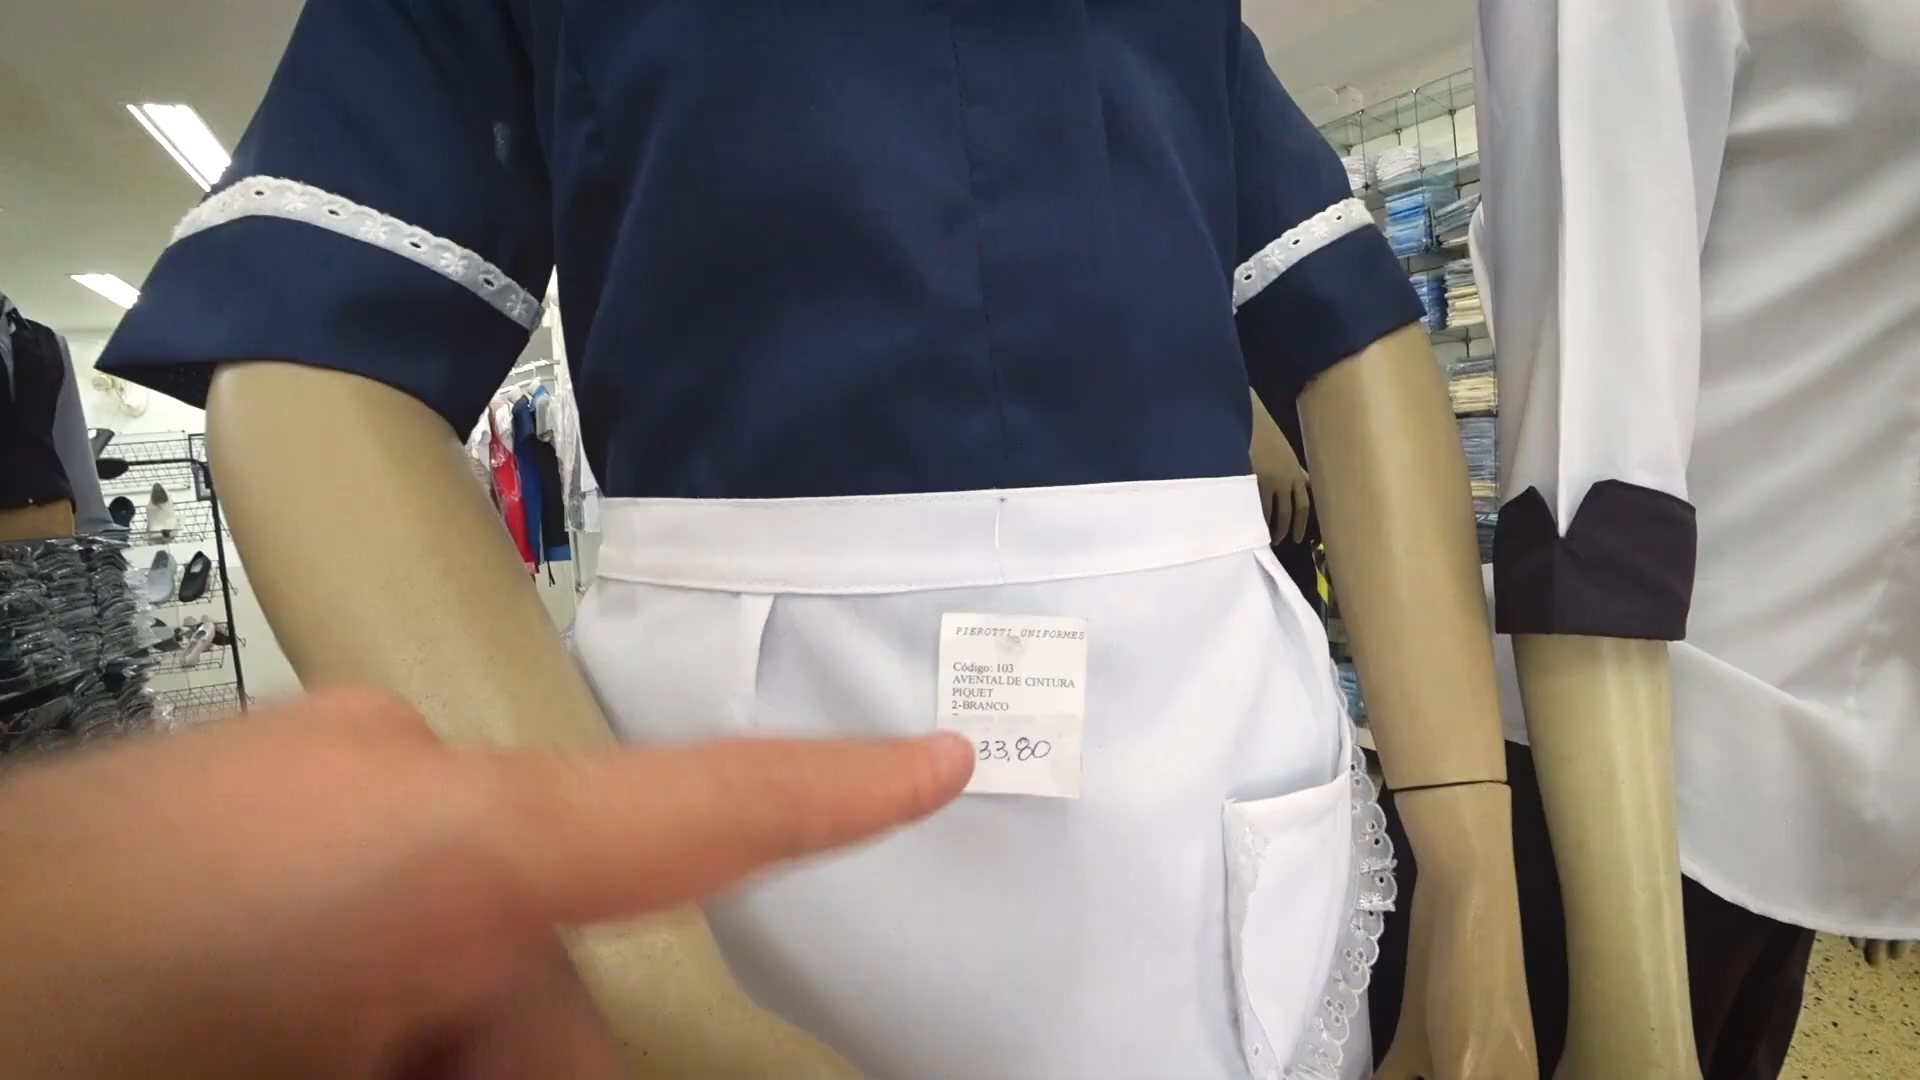 PIEROTTI UNIFORMES
Código: 103
AVENTAL DE CINTURA
PIQUET
2-BRANCO
33,80